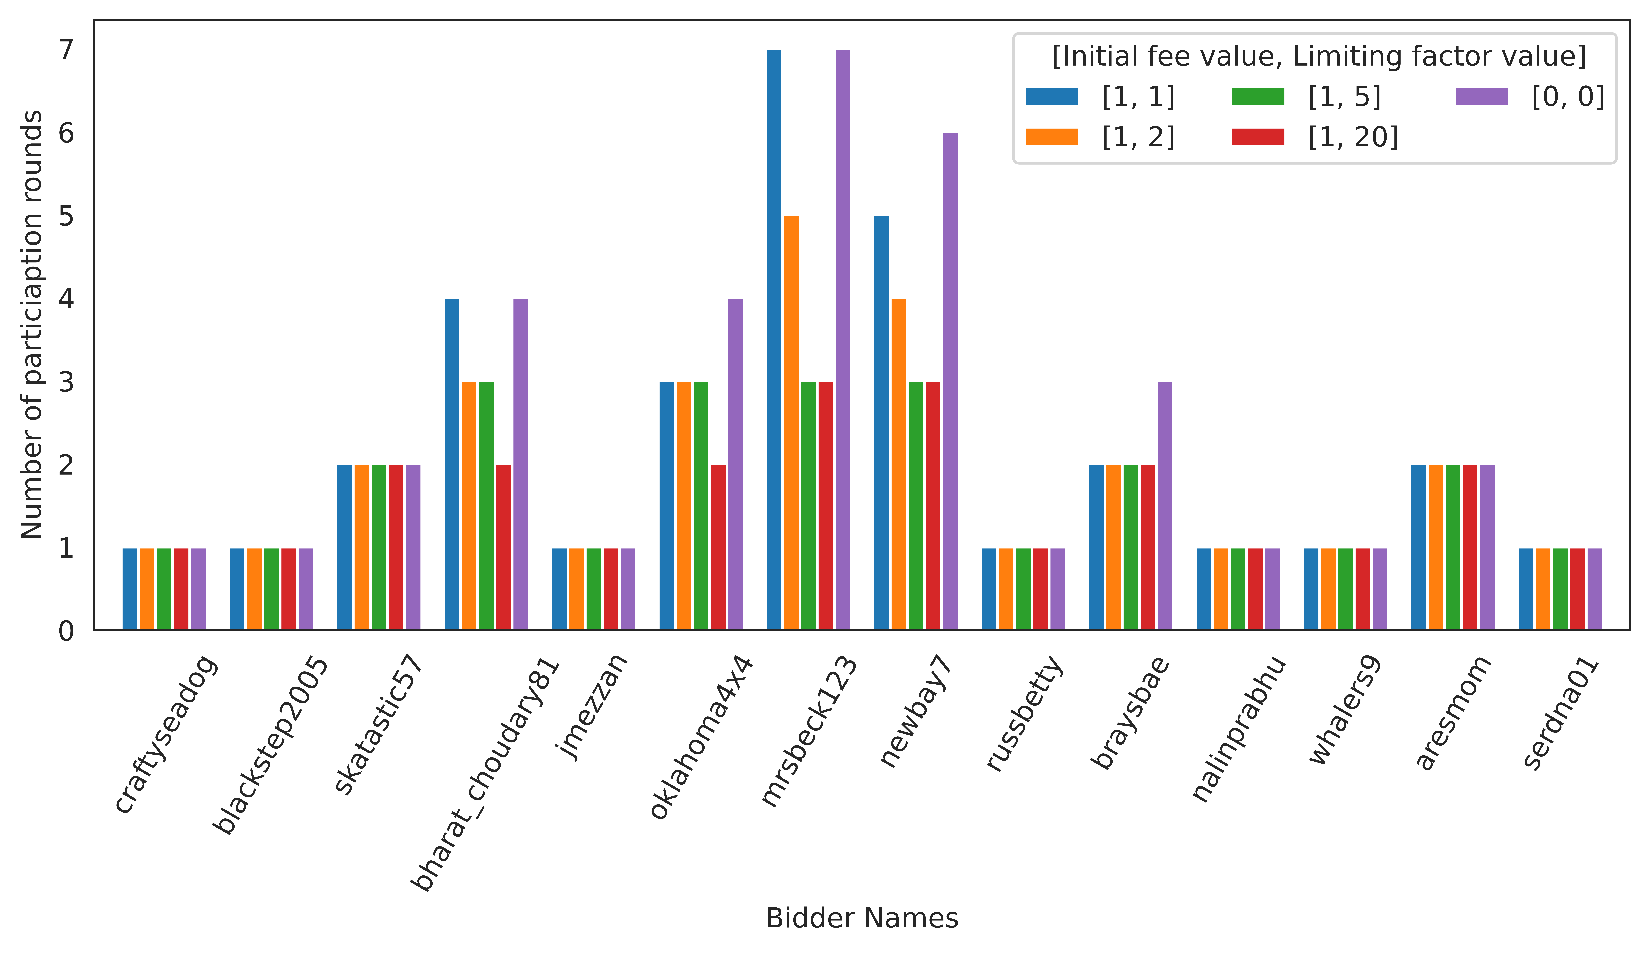 [Initial fee value, Limiting factor value]
[1, 1] [1, 5] [0, 0]
[1, 2] [1, 20]
Number of particiaption rounds
7
6
5
4
3
2
1
0
craftyseadog
blackstep2005
skatastic57
bharat_choudary81
jmezzan
oklahoma4x4
mrsbeck123
newbay7
russbetty
braysbae
nalinprabhu
whalers9
aresmom
serdna01
Bidder Names